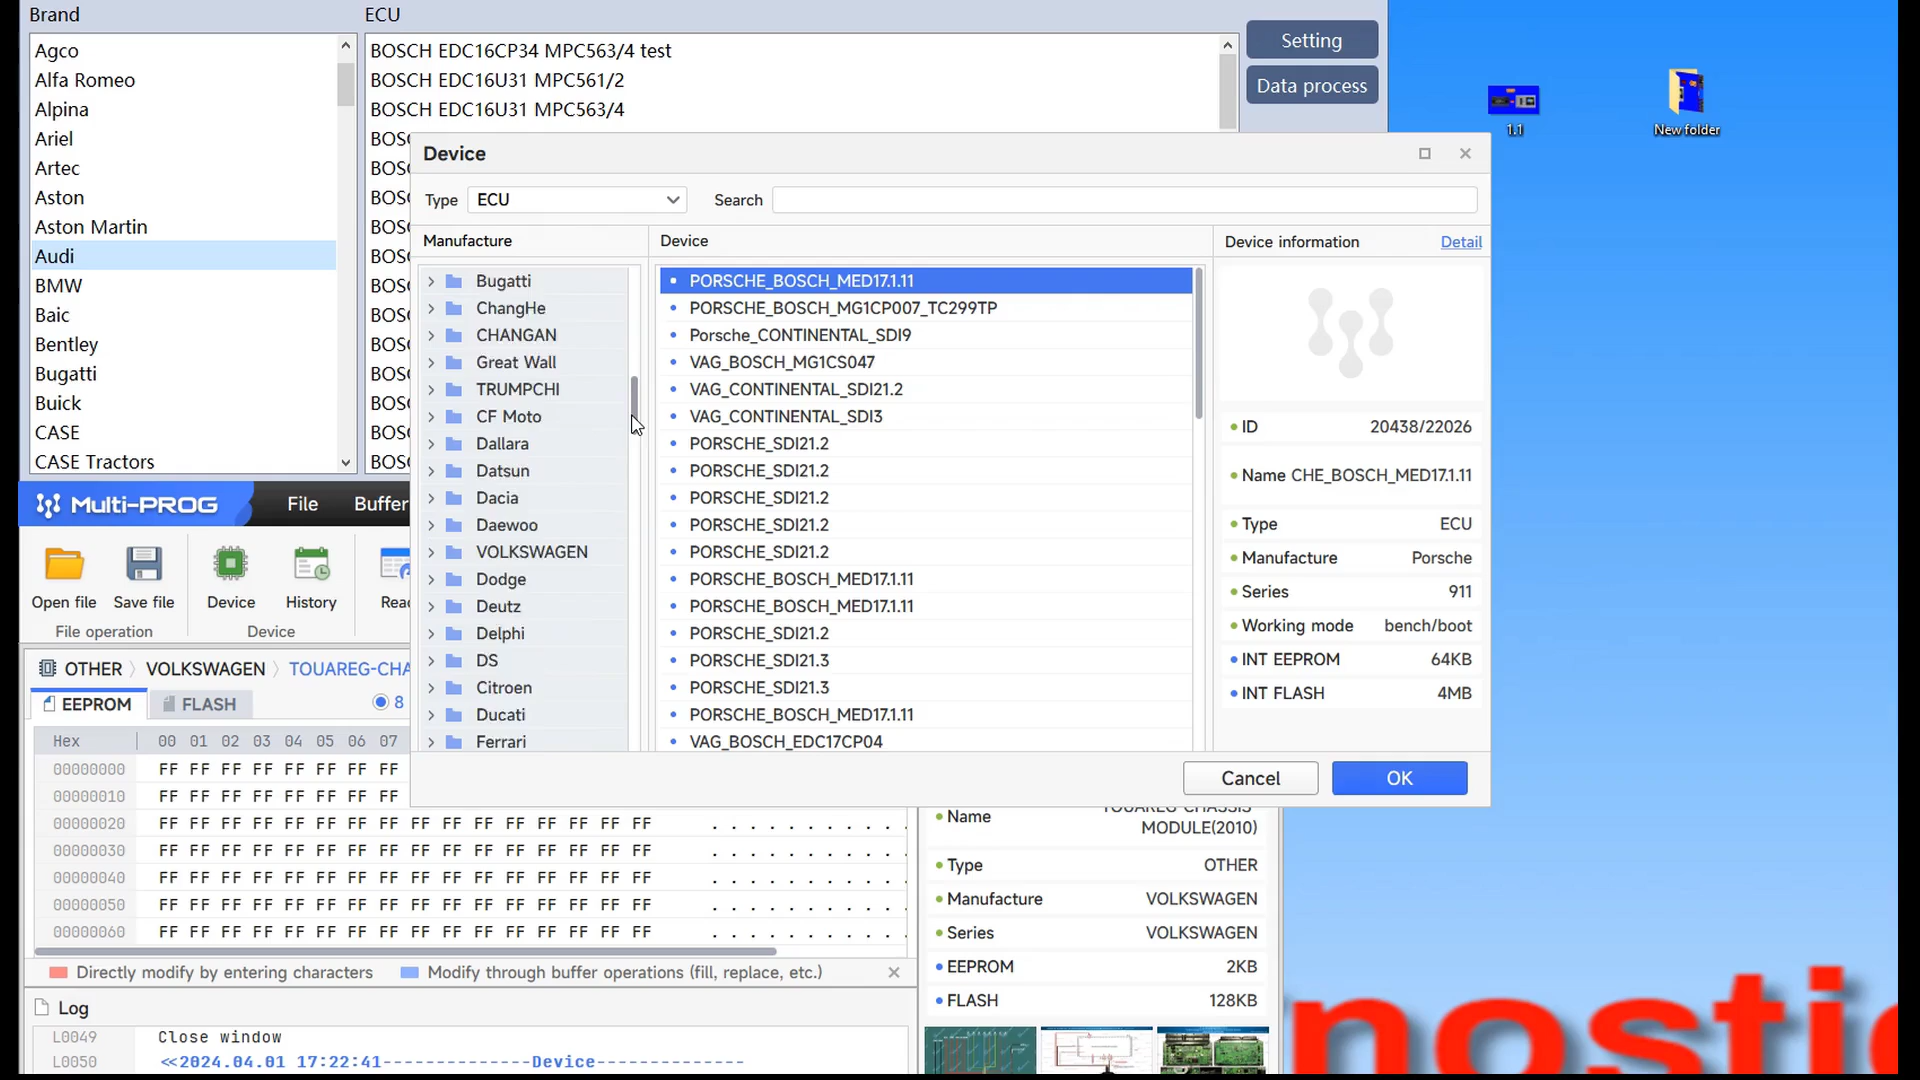 Brand
Agco
Alfa Romeo
Alpina
Ariel
Artec
Aston
Aston Martin
Audi
BMW
Baic
Bentley
Bugatti
Buick
CASE
CASE Tractors
ECU
BOSCH EDC16CP34 MPC563/4 test
BOSCH EDC16U31 MPC561/2
BOSCH EDC16U31 MPC563/4
Setting
Data process
1.1
New folder
Device
Type ECU
Search
Manufacture
Bugatti
ChangHe
CHANGAN
Great Wall
TRUMPCHI
CF Moto
Dallara
Datsun
Dacia
Daewoo
VOLKSWAGEN
Dodge
Deutz
Delphi
DS
Citroen
Ducati
Ferrari
Device
PORSCHE_BOSCH_MED17.1.11
PORSCHE_BOSCH_MG1CP007_TC299TP
Porsche_CONTINENTAL_SDI9
VAG_BOSCH_MG1CS047
VAG_CONTINENTAL_SDI21.2
VAG_CONTINENTAL_SDI3
PORSCHE_SDI21.2
PORSCHE_SDI21.2
PORSCHE_SDI21.2
PORSCHE_SDI21.2
PORSCHE_SDI21.2
PORSCHE_BOSCH_MED17.1.11
PORSCHE_BOSCH_MED17.1.11
PORSCHE_SDI21.2
PORSCHE_SDI21.3
PORSCHE_SDI21.3
PORSCHE_BOSCH_MED17.1.11
VAG_BOSCH_EDC17CP04
Device information Detail
ID 20438/22026
Name CHE_BOSCH_MED17.1.11
Type ECU
Manufacture Porsche
Series 911
Working mode bench/boot
INT EEPROM 64KB
INT FLASH 4MB
Cancel
OK
Multi-PROG File Buffer
Open file Save file Device History Read
File operation Device
OTHER VOLKSWAGEN TOUAREG-CHA
EEPROM FLASH 8
Hex 00 01 02 03 04 05 06 07
00000000 FF FF FF FF FF FF FF FF
00000010 FF FF FF FF FF FF FF FF
00000020 FF FF FF FF FF FF FF FF FF FF FF FF FF FF FF FF . . . . . . . . . . .
00000030 FF FF FF FF FF FF FF FF FF FF FF FF FF FF FF FF . . . . . . . . . . .
00000040 FF FF FF FF FF FF FF FF FF FF FF FF FF FF FF FF . . . . . . . . . . .
00000050 FF FF FF FF FF FF FF FF FF FF FF FF FF FF FF FF . . . . . . . . . . .
00000060 FF FF FF FF FF FF FF FF FF FF FF FF FF FF FF FF . . . . . . . . . . .
Directly modify by entering characters Modify through buffer operations (fill, replace, etc.)
Log
L0049 Close window
L0050 <<2024.04.01 17:22:41--------------Device--------------
Name TOUAREG-CHASSIS
MODULE(2010)
Type OTHER
Manufacture VOLKSWAGEN
Series VOLKSWAGEN
EEPROM 2KB
FLASH 128KB
nostic